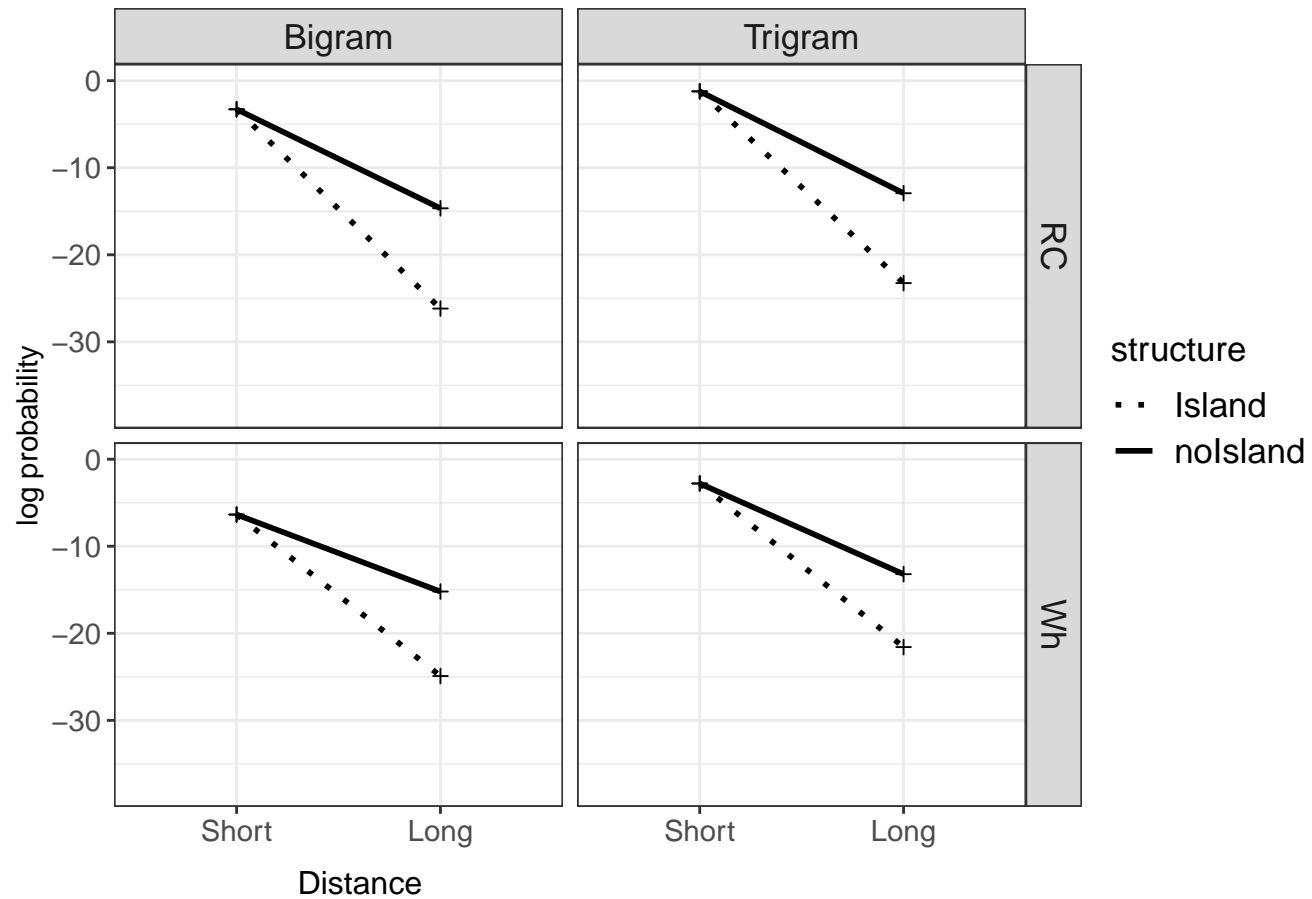 Bigram
Trigram
0
−10
−20
−30
RC
0
−10
−20
−30
Wh
log probability
Short
Long
Short
Long
Distance
structure
Island
noIsland